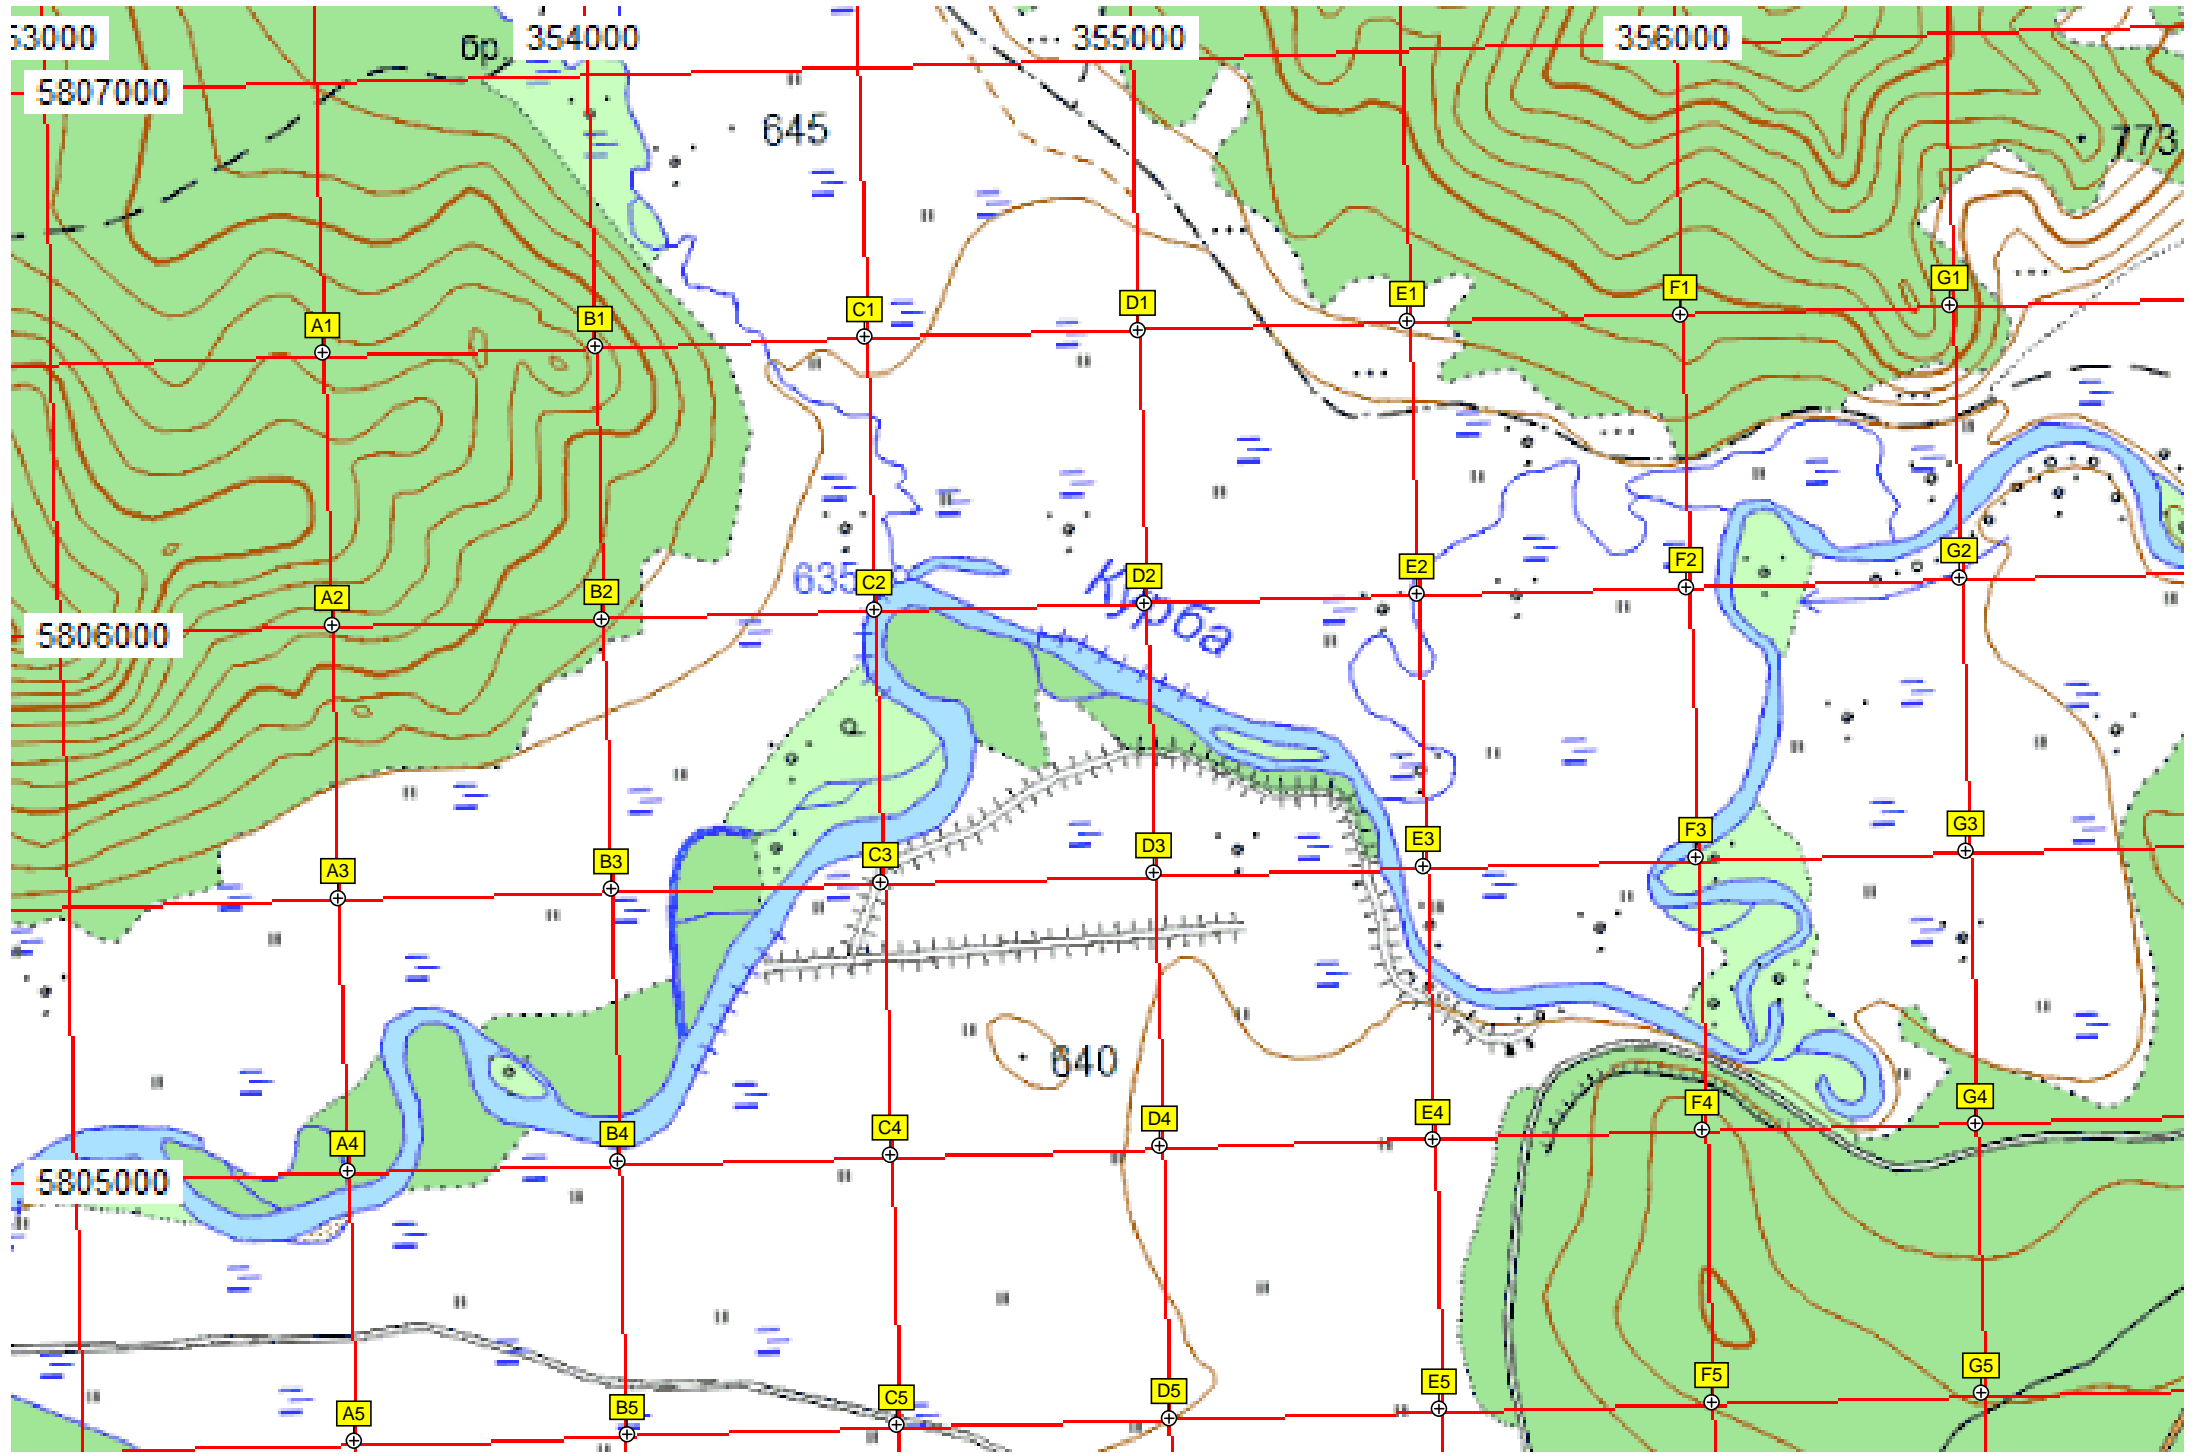 53000 354000 355000 356000
бр.
5807000
645
773
A1 B1 C1 D1 E1 F1 G1
635
Курба
A2 B2 C2 D2 E2 F2 G2
5806000
A3 B3 C3 D3 E3 F3 G3
640
A4 B4 C4 D4 E4 F4 G4
5805000
A5 B5 C5 D5 E5 F5 G5